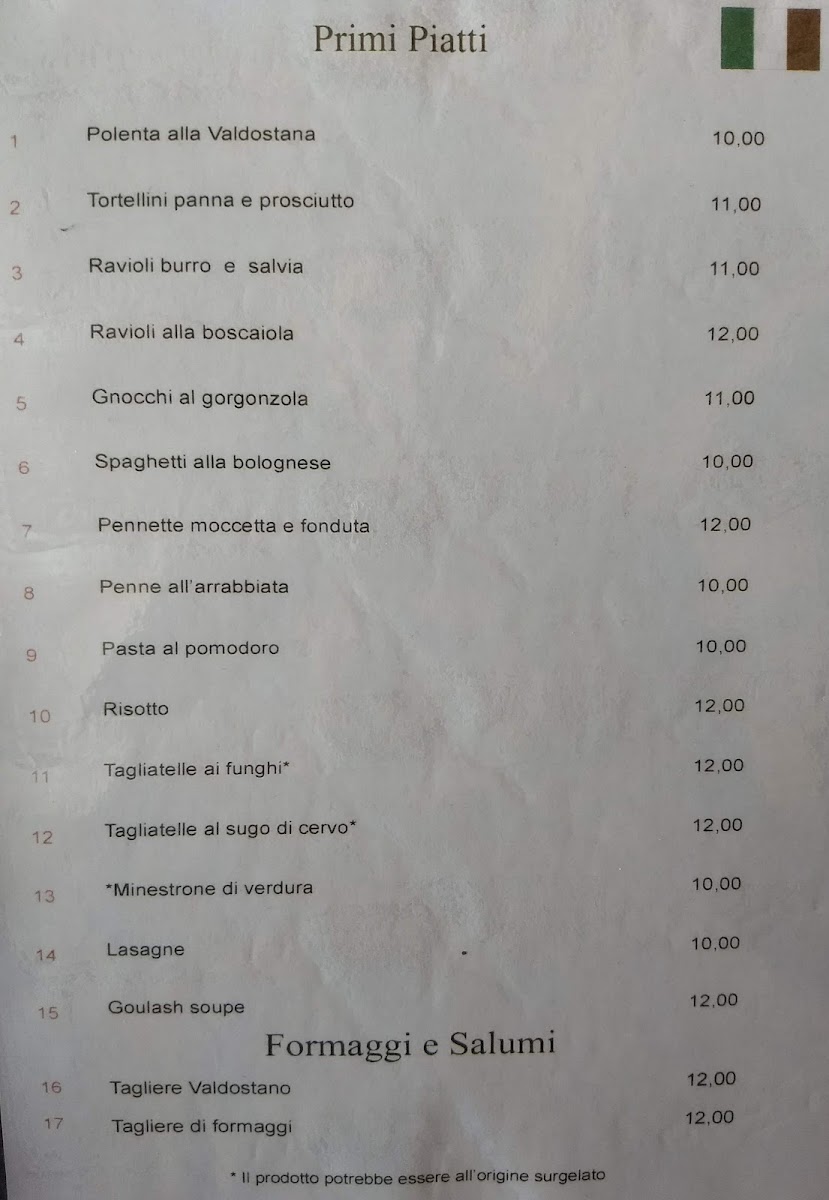 Primi Piatti
1 Polenta alla Valdostana 10,00
2 Tortellini panna e prosciutto 11,00
3 Ravioli burro e salvia 11,00
4 Ravioli alla boscaiola 12,00
5 Gnocchi al gorgonzola 11,00
6 Spaghetti alla bolognese 10,00
7 Pennette moccetta e fonduta 12,00
8 Penne all'arrabbiata 10,00
9 Pasta al pomodoro 10,00
10 Risotto 12,00
11 Tagliatelle ai funghi* 12,00
12 Tagliatelle al sugo di cervo* 12,00
13 *Minestrone di verdura 10,00
14 Lasagne 10,00
15 Goulash soupe 12,00
Formaggi e Salumi
16 Tagliere Valdostano 12,00
17 Tagliere di formaggi 12,00
* Il prodotto potrebbe essere all'origine surgelato